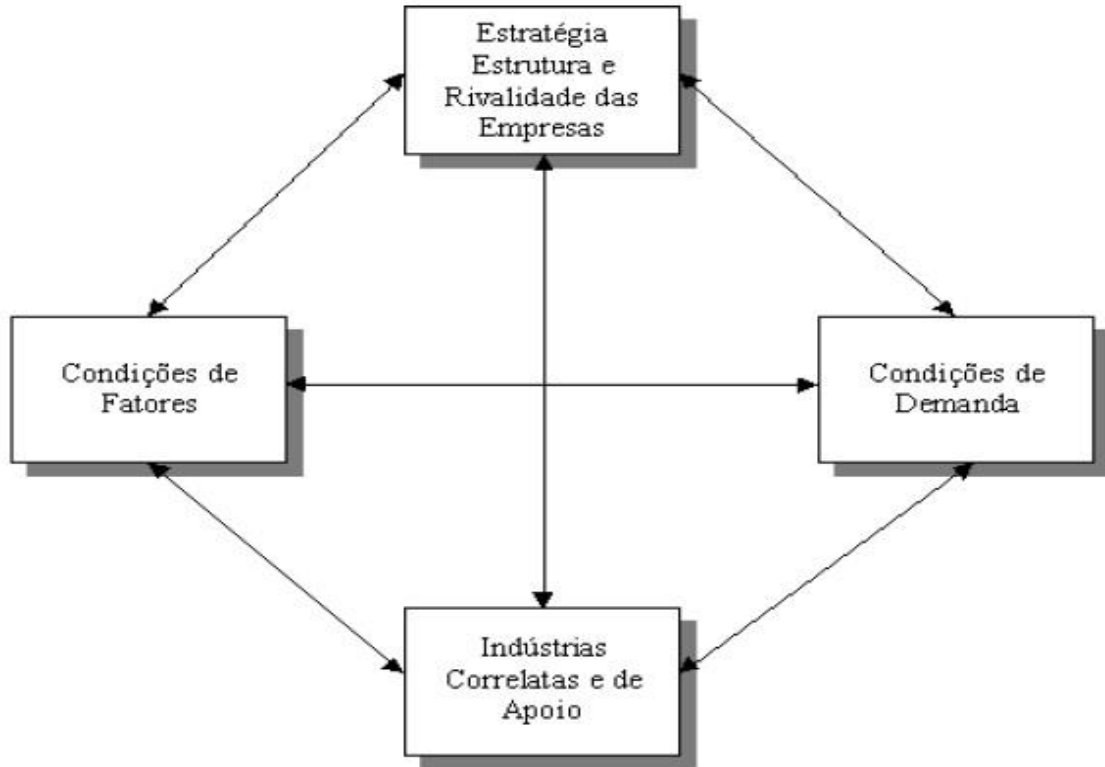 Estratégia
Estrutura e
Rivalidade das
Empresas
Condições de
Fatores
Condições de
Demanda
Indústrias
Correlatas e de
Apoio